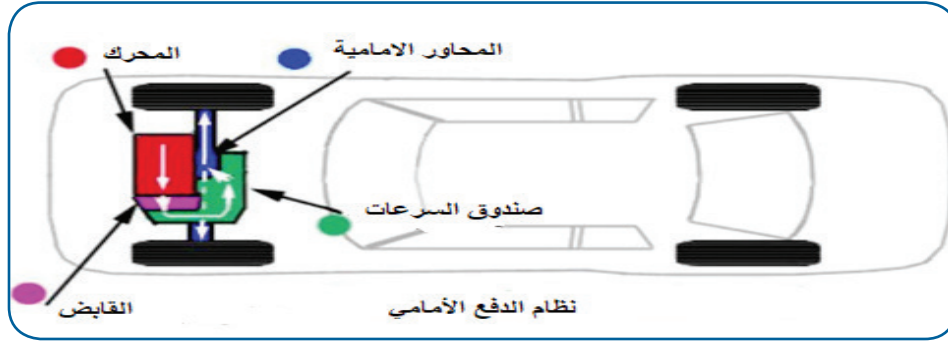 المحرك
المحاور الامامية
صندوق السرعات
القابض
نظام الدفع الأمامي